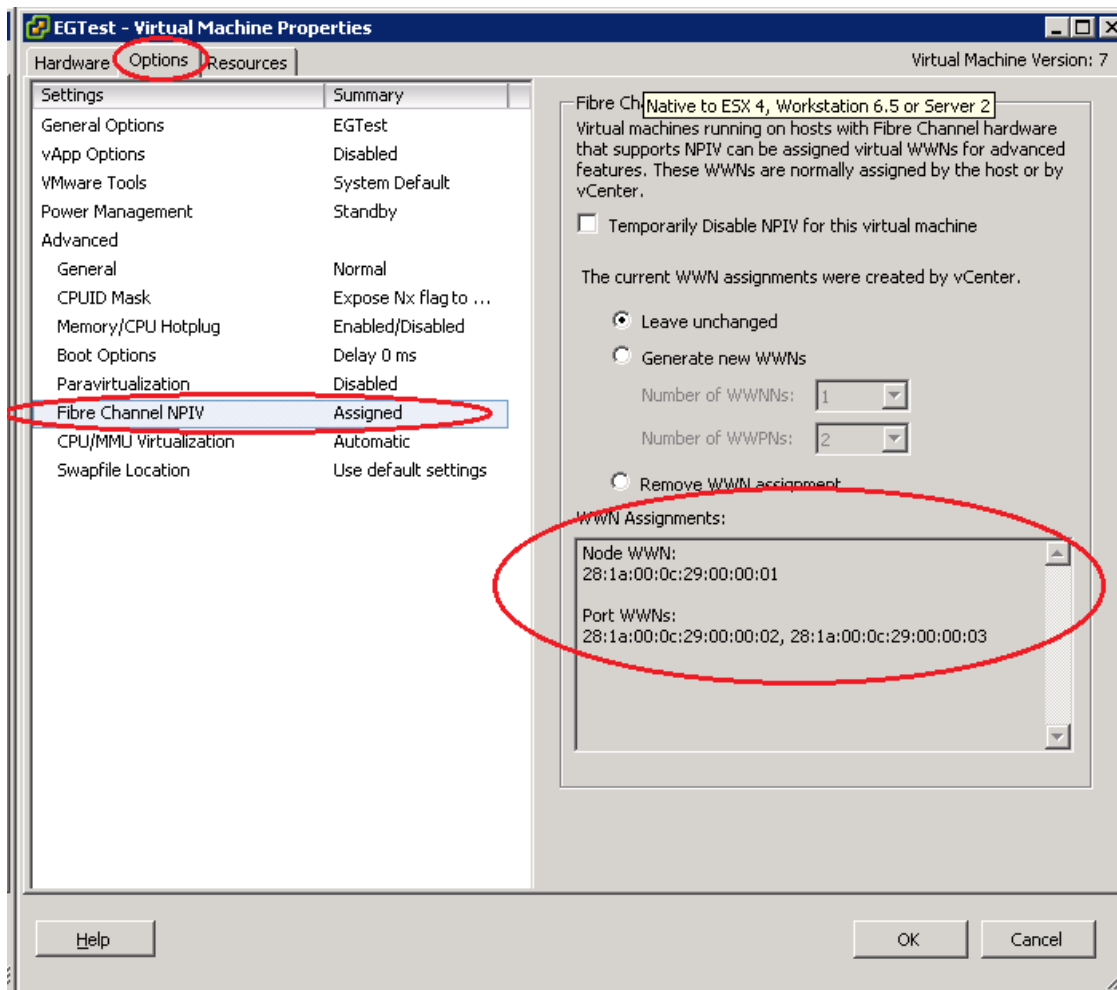 EGTest - Virtual Machine Properties
Hardware Options Resources Virtual Machine Version: 7
Settings Summary
General Options EGTest
vApp Options Disabled
VMware Tools System Default
Power Management Standby
Advanced
General Normal
CPUID Mask Expose Nx flag to ...
Memory/CPU Hotplug Enabled/Disabled
Boot Options Delay 0 ms
Paravirtualization Disabled
Fibre Channel NPIV Assigned
CPU/MMU Virtualization Automatic
Swapfile Location Use default settings
Fibre Ch
Native to ESX 4, Workstation 6.5 or Server 2
Virtual machines running on hosts with Fibre Channel hardware
that supports NPIV can be assigned virtual WWNs for advanced
features. These WWNs are normally assigned by the host or by
vCenter.
Temporarily Disable NPIV for this virtual machine
The current WWN assignments were created by vCenter.
Leave unchanged
Generate new WWNs
Number of WWNNs: 1
Number of WWPNs: 2
Remove WWN assignment
WWN Assignments:
Node WWN:
28:1a:00:0c:29:00:00:01
Port WWNs:
28:1a:00:0c:29:00:00:02, 28:1a:00:0c:29:00:00:03
Help OK Cancel